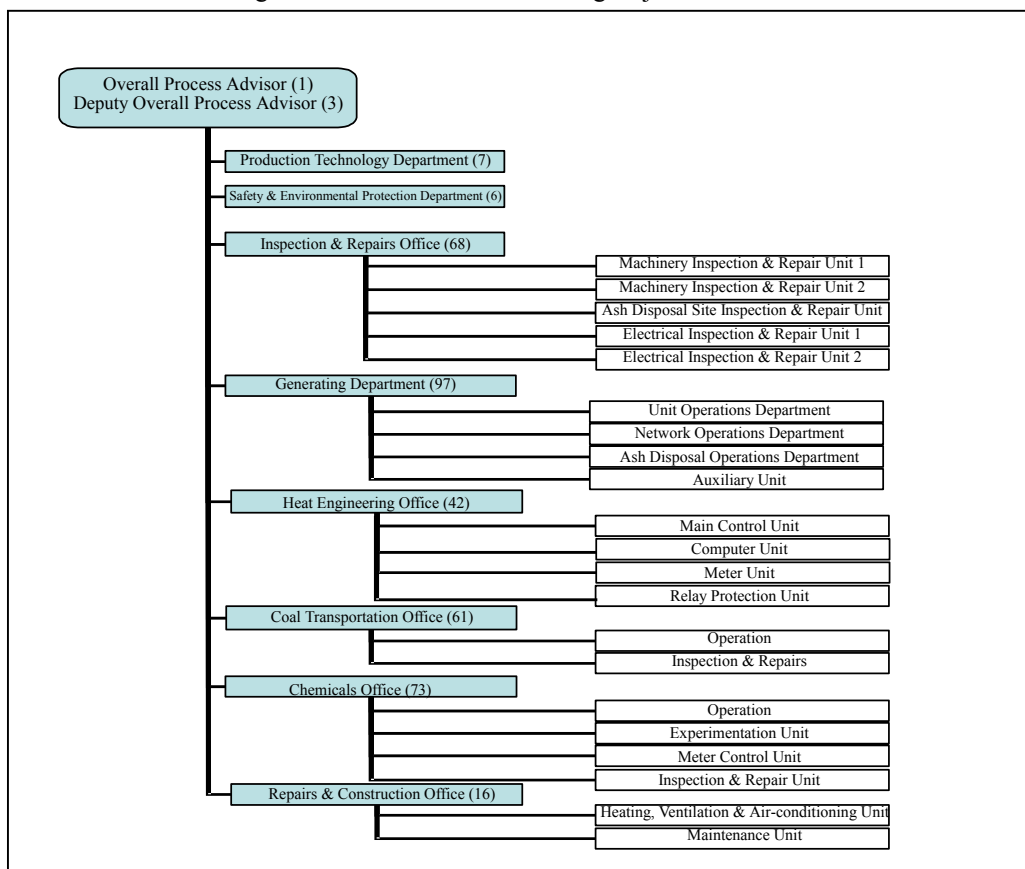 Overall Process Advisor (1)
Deputy Overall Process Advisor (3)
Production Technology Department (7)
Safety & Environmental Protection Department (6)
Inspection & Repairs Office (68)
Machinery Inspection & Repair Unit 1
Machinery Inspection & Repair Unit 2
Ash Disposal Site Inspection & Repair Unit
Electrical Inspection & Repair Unit 1
Electrical Inspection & Repair Unit 2
Generating Department (97)
Unit Operations Department
Network Operations Department
Ash Disposal Operations Department
Auxiliary Unit
Heat Engineering Office (42)
Main Control Unit
Computer Unit
Meter Unit
Relay Protection Unit
Coal Transportation Office (61)
Operation
Inspection & Repairs
Chemicals Office (73)
Operation
Experimentation Unit
Meter Control Unit
Inspection & Repair Unit
Repairs & Construction Office (16)
Heating, Ventilation & Air-conditioning Unit
Maintenance Unit